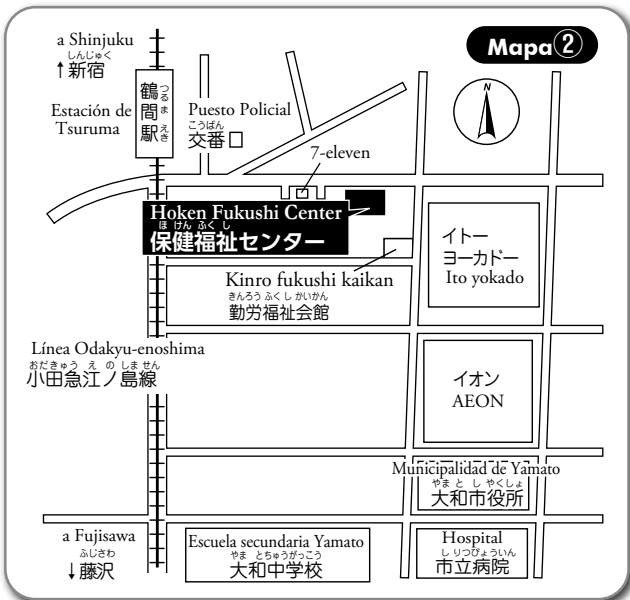 Mapa②
a Shinjuku
しんじゅく
↑新宿
Estación de
Tsuruma
鶴間駅
つるまえき
Puesto Policial
こうばん
交番
7-eleven
N
Hoken Fukushi Center
ほけんふくし
保健福祉センター
イトー
ヨーカドー
Ito yokado
Kinro fukushi kaikan
きんろうふくしかいかん
勤労福祉会館
Línea Odakyu-enoshima
おだきゅうえのしません
小田急江ノ島線
イオン
AEON
Municipalidad de Yamato
やまとしやくしょ
大和市役所
a Fujisawa
ふじさわ
↓藤沢
Escuela secundaria Yamato
やまとちゅうがっこう
大和中学校
Hospital
しりつびょういん
市立病院